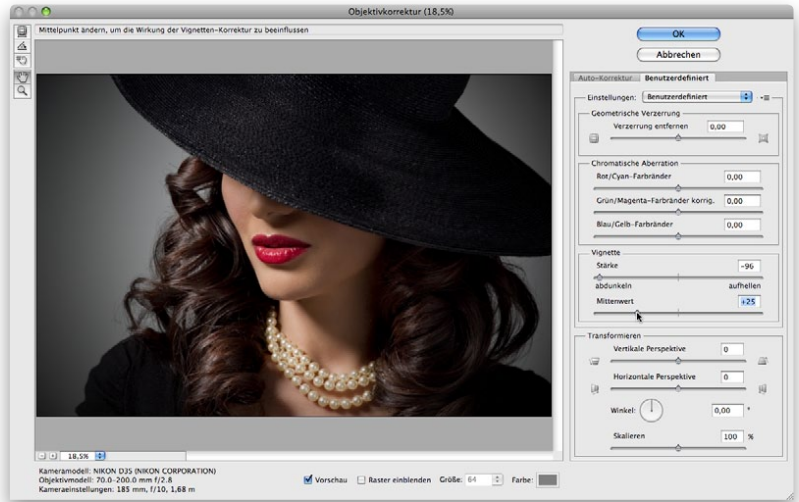 Objektivkorrektur (18,5%)
Mittelpunkt ändern, um die Wirkung der Vignetten-Korrektur zu beeinflussen
OK
Abbrechen
Auto-Korrektur Benutzerdefiniert
Einstellungen: Benutzerdefiniert
Geometrische Verzerrung
Verzerrung entfernen 0,00
Chromatische Aberration
Rot/Cyan-Farbränder 0,00
Grün/Magenta-Farbränder korrig. 0,00
Blau/Gelb-Farbränder 0,00
Vignette
Stärke -96
abdunkeln aufhellen
Mittenwert +25
Transformieren
Vertikale Perspektive 0
Horizontale Perspektive 0
Winkel: 0,00 °
Skalieren 100 %
18,5%
Kameramodell: NIKON D3S (NIKON CORPORATION)
Objektivmodell: 70.0-200.0 mm f/2.8
Kameraeinstellungen: 185 mm, f/10, 1,68 m
Vorschau Raster einblenden Größe: 64 Farbe: